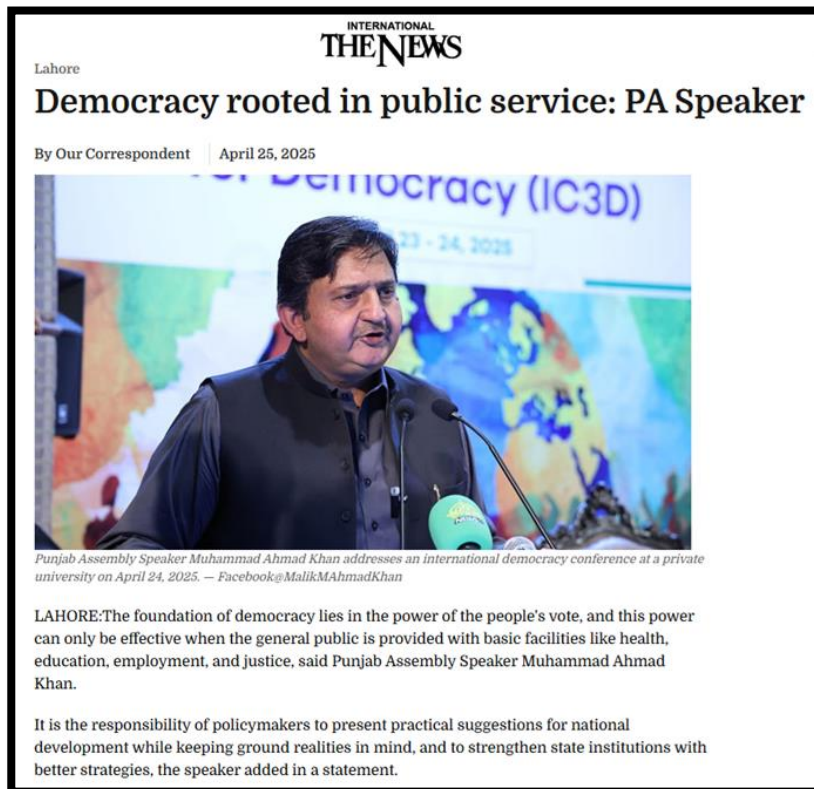 INTERNATIONAL
THE NEWS
Lahore
Democracy rooted in public service: PA Speaker
By Our Correspondent April 25, 2025
Democracy (IC3D)
23 - 24, 2025
Punjab Assembly Speaker Muhammad Ahmad Khan addresses an international democracy conference at a private
university on April 24, 2025. — Facebook@MalikMAhmadKhan
LAHORE:The foundation of democracy lies in the power of the people's vote, and this power
can only be effective when the general public is provided with basic facilities like health,
education, employment, and justice, said Punjab Assembly Speaker Muhammad Ahmad
Khan.
It is the responsibility of policymakers to present practical suggestions for national
development while keeping ground realities in mind, and to strengthen state institutions with
better strategies, the speaker added in a statement.